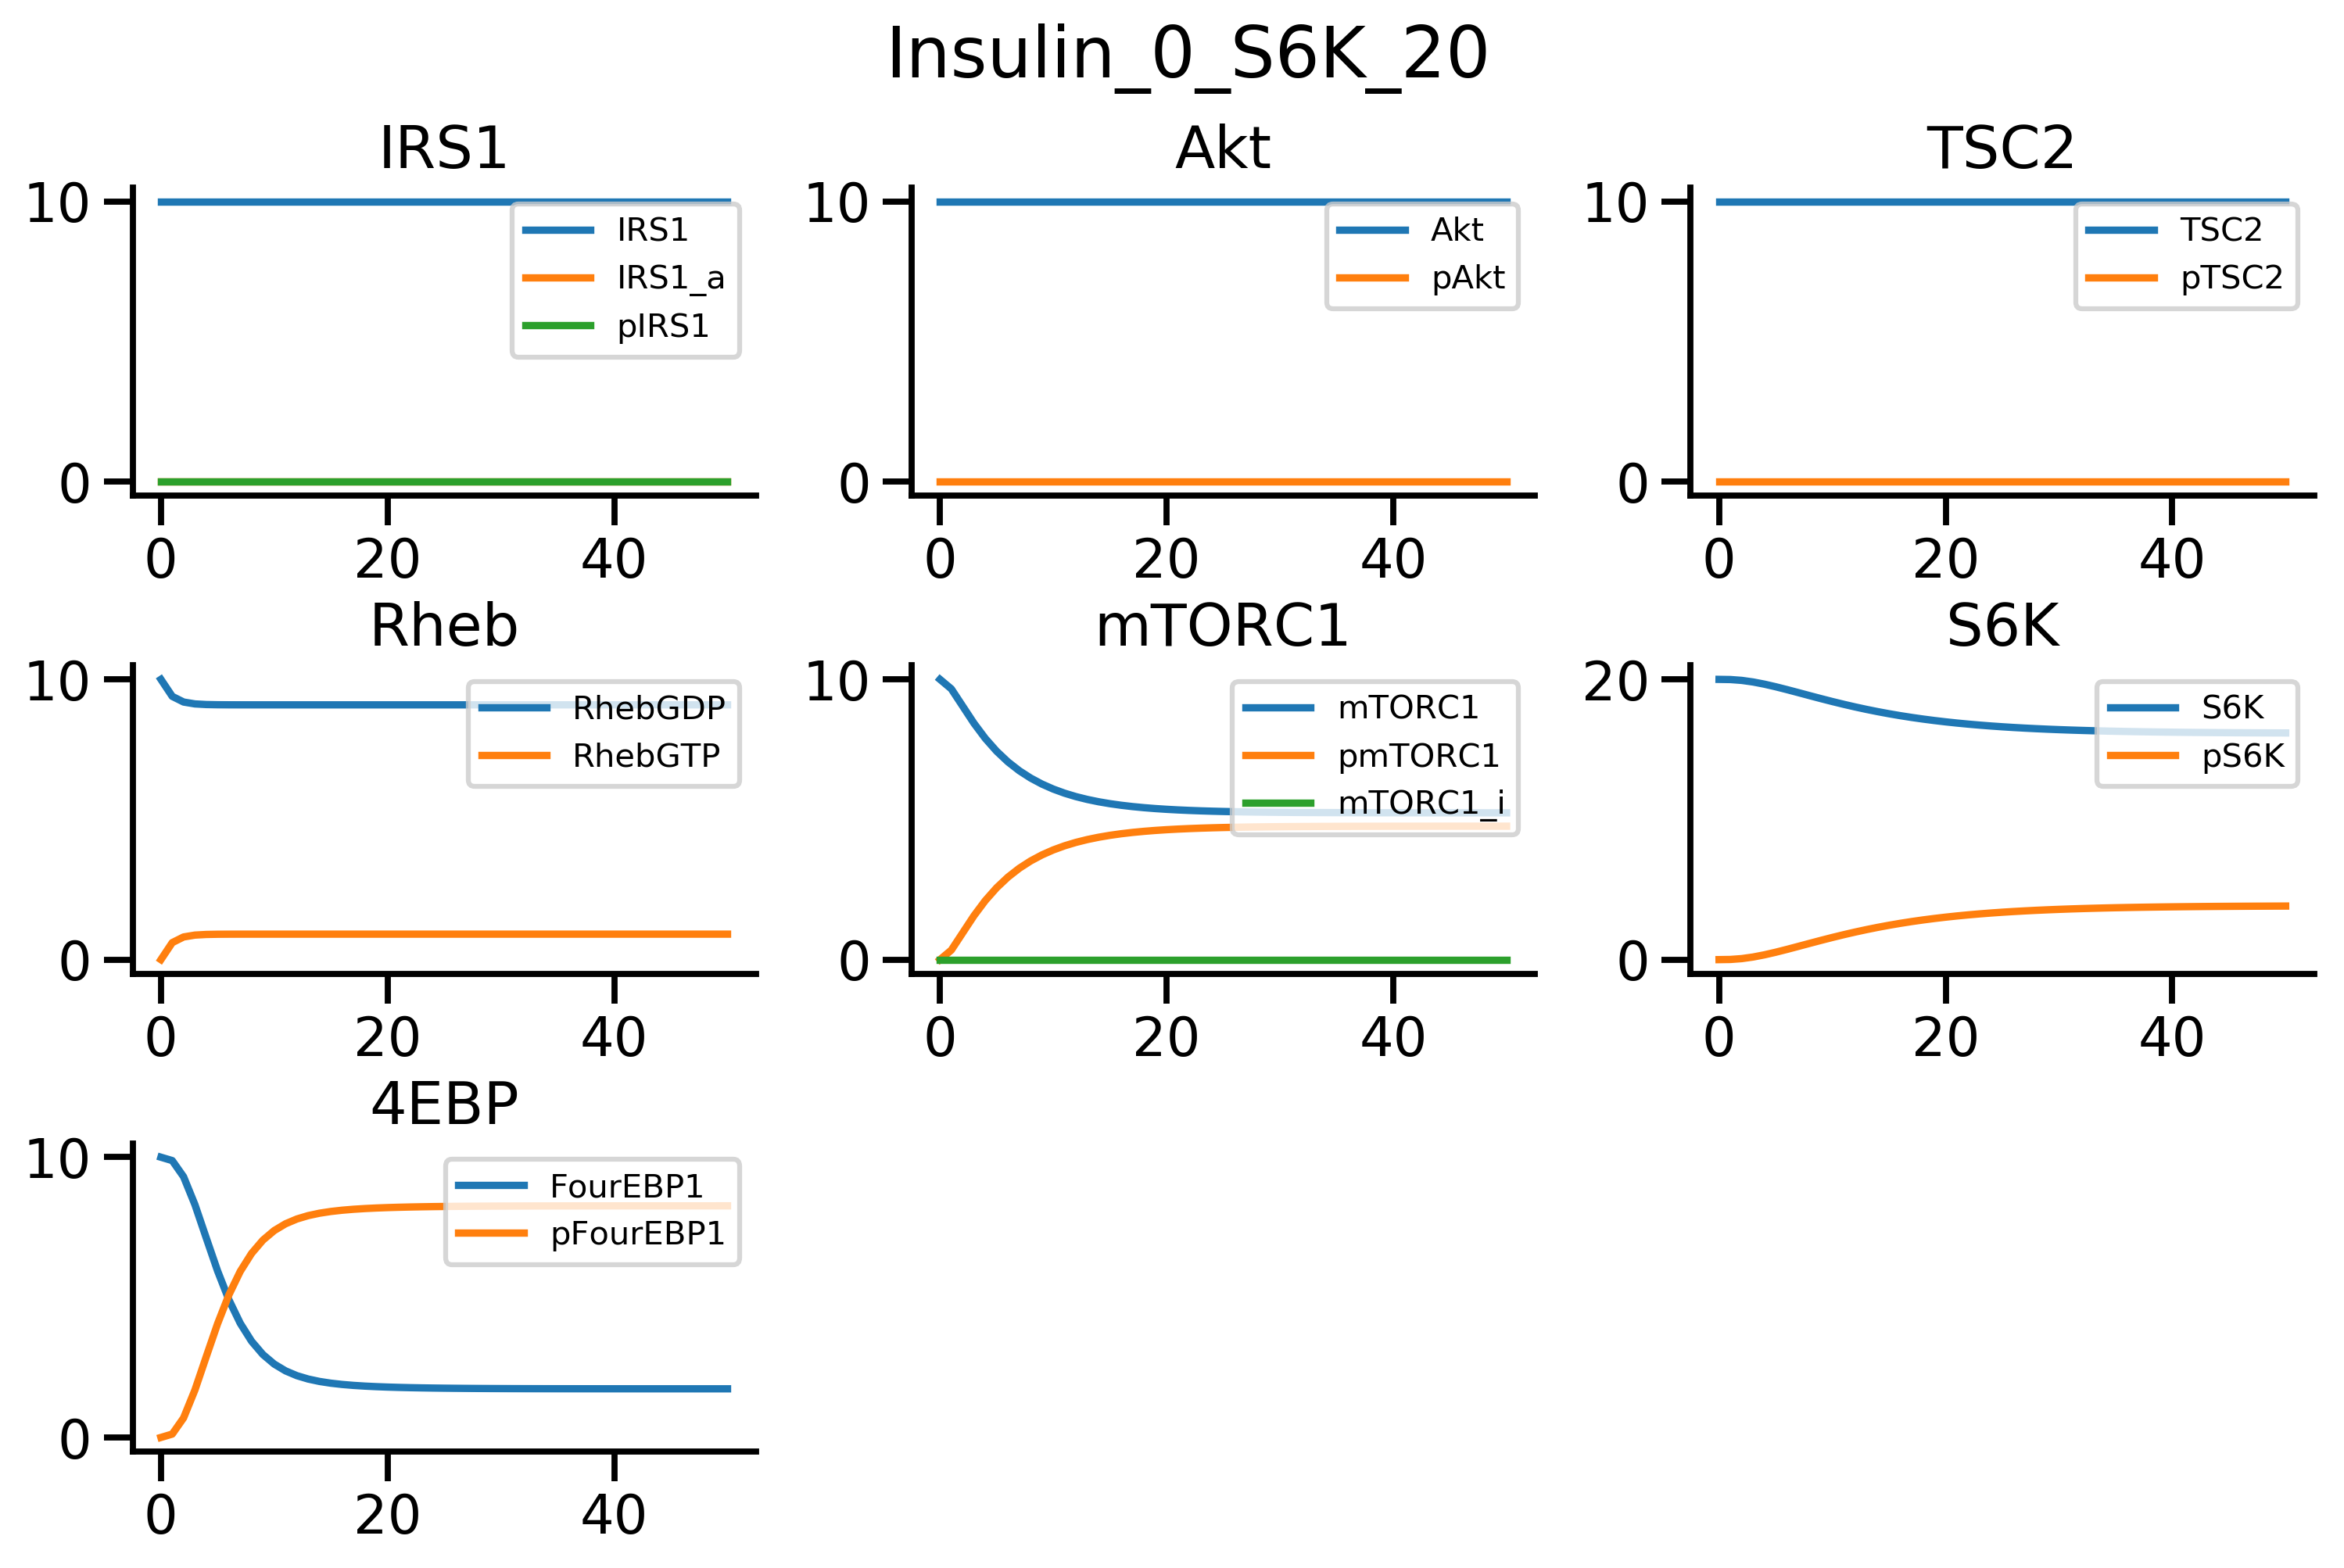 Insulin_0_S6K_20
IRS1
10
0
0 20 40
IRS1
IRS1_a
pIRS1
Akt
10
0
0 20 40
Akt
pAkt
TSC2
10
0
0 20 40
TSC2
pTSC2
Rheb
10
0
0 20 40
RhebGDP
RhebGTP
mTORC1
10
0
0 20 40
mTORC1
pmTORC1
mTORC1_i
S6K
20
0
0 20 40
S6K
pS6K
4EBP
10
0
0 20 40
FourEBP1
pFourEBP1